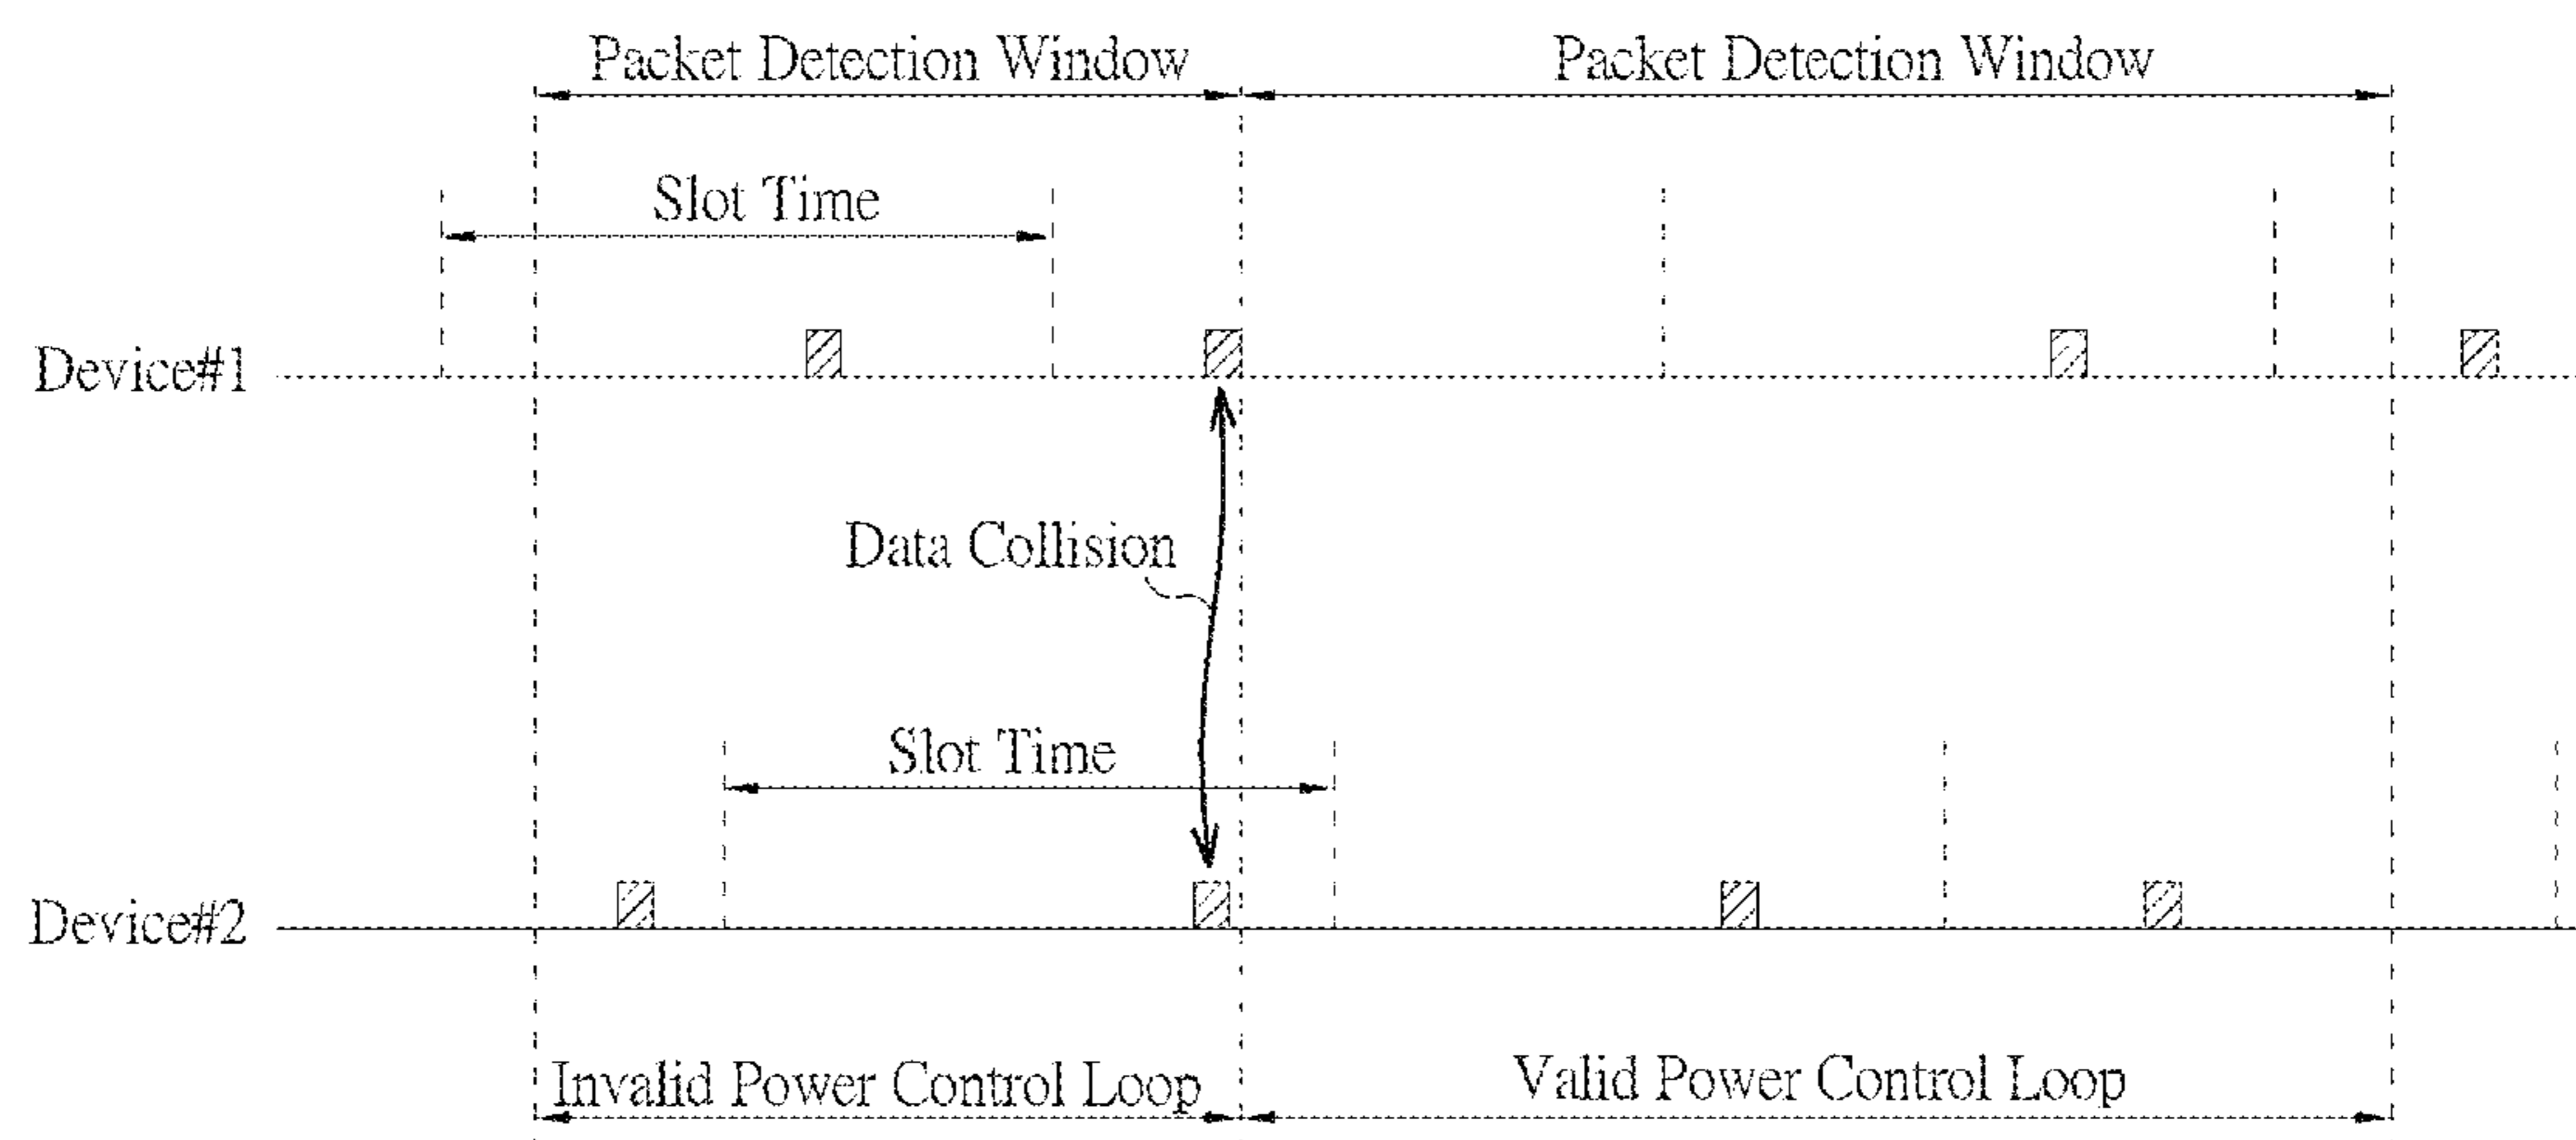 Packet Detection Window
Packet Detection Window
Slot Time
Device#1
Data Collision
Slot Time
Device#2
Invalid Power Control Loop
Valid Power Control Loop